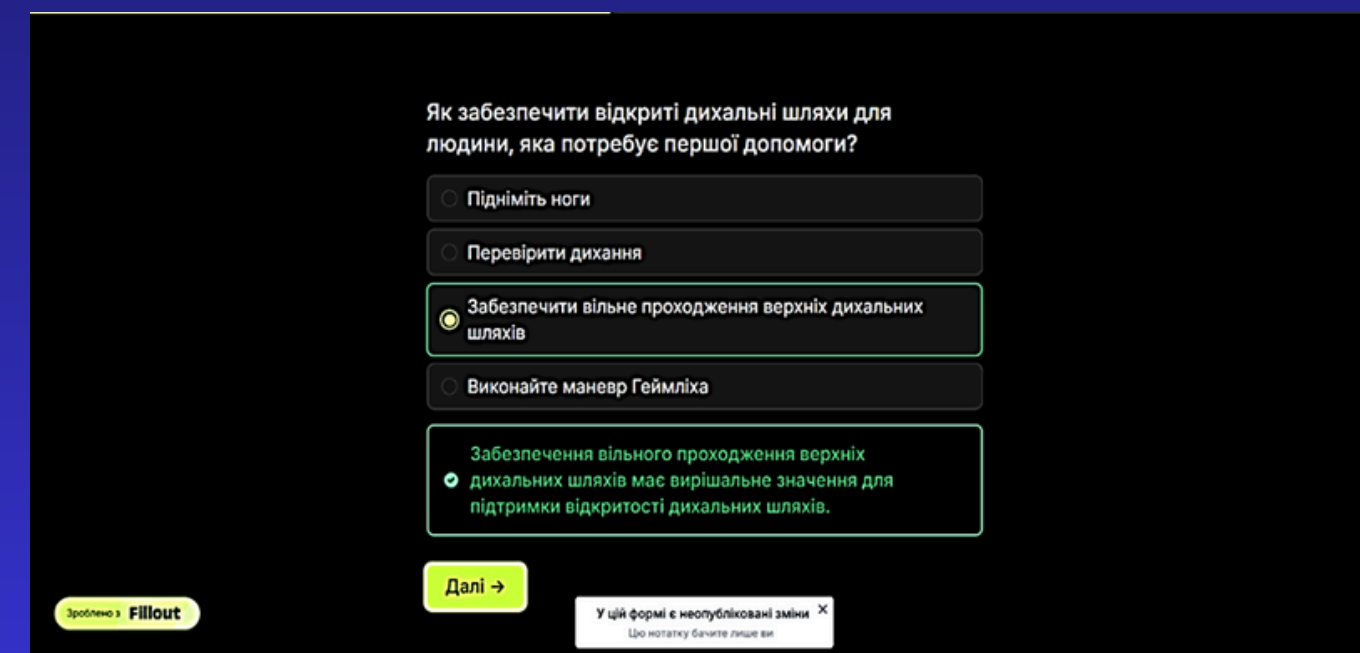 Як забезпечити відкриті дихальні шляхи для
людини, яка потребує першої допомоги?
Підніміть ноги
Перевірити дихання
Забезпечити вільне проходження верхніх дихальних
шляхів
Виконайте маневр Геймліха
Забезпечення вільного проходження верхніх
дихальних шляхів має вирішальне значення для
підтримки відкритості дихальних шляхів.
Далі →
Зроблено з Fillout
У цій формі є неопубліковані зміни ×
Цю нотатку бачите лише ви